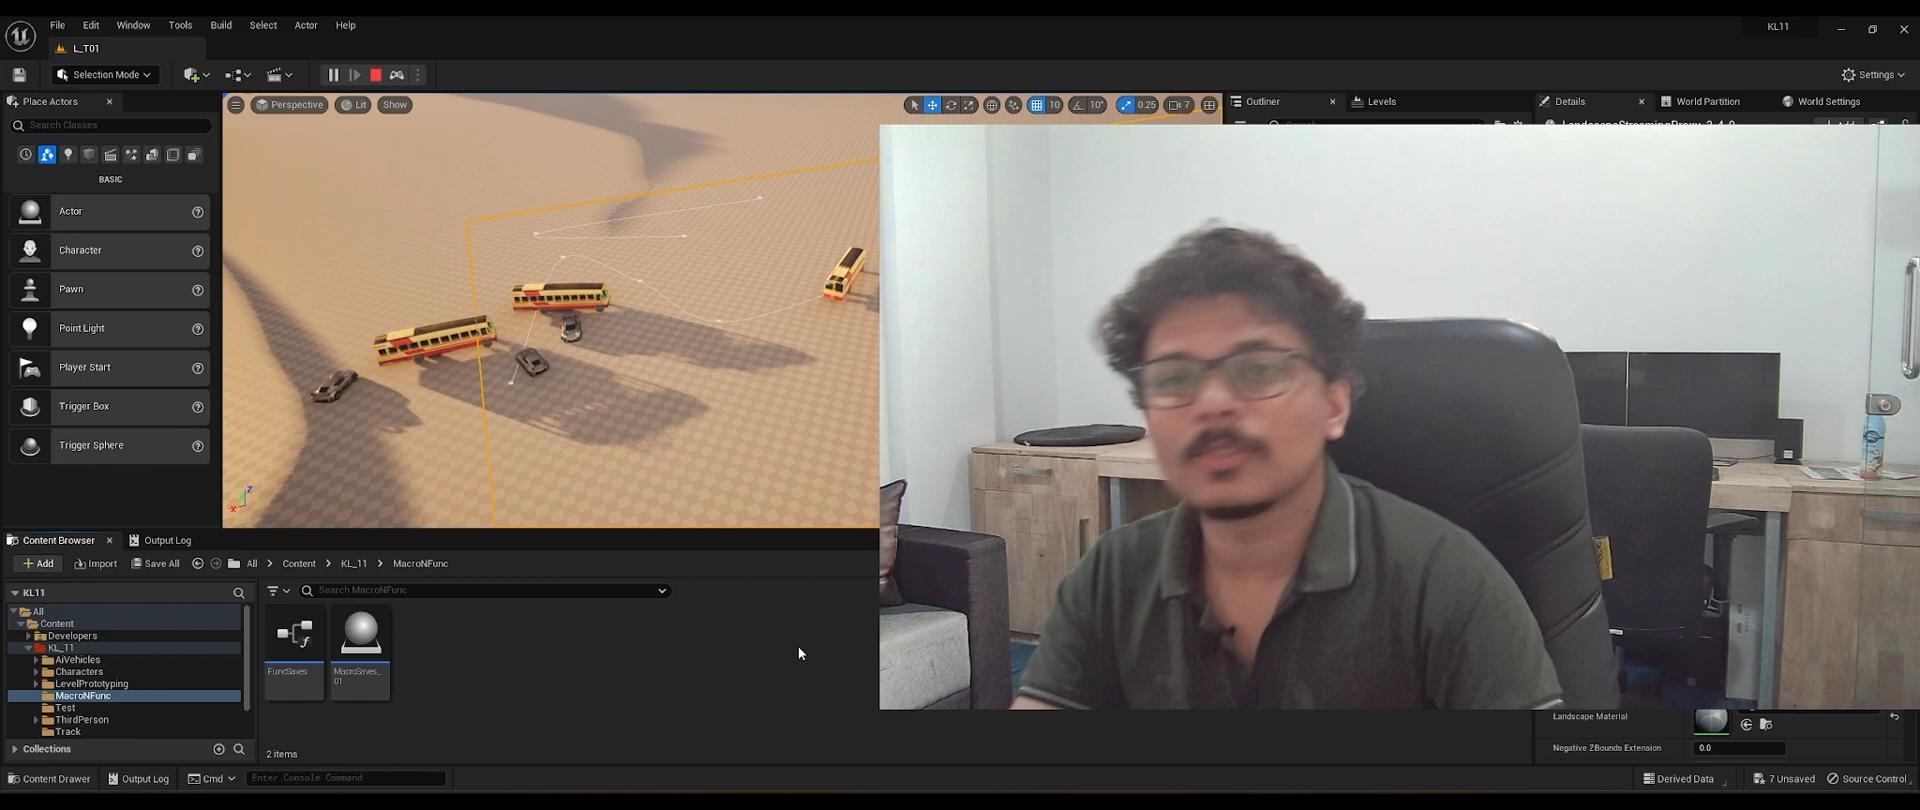 File Edit Window Tools Build Select Actor Help
KL11
L_T01
Selection Mode
Settings
Place Actors
Search Classes
BASIC
Actor
Character
Pawn
Point Light
Player Start
Trigger Box
Trigger Sphere
Perspective Lit Show
10 10° 0.25 7
Outliner Levels
Details World Partition World Settings
Content Browser Output Log
Add Import Save All All Content KL_11 MacroNFunc
KL11
All
Content
Developers
KL_11
AiVehicles
Characters
LevelPrototyping
MacroNFunc
Test
ThirdPerson
Track
Collections
Search MacroNFunc
FuncSaves
MacroSaves_
01
2 items
Landscape Material
Negative ZBounds Extension 0.0
Content Drawer Output Log Cmd Enter Console Command
Derived Data 7 Unsaved Source Control